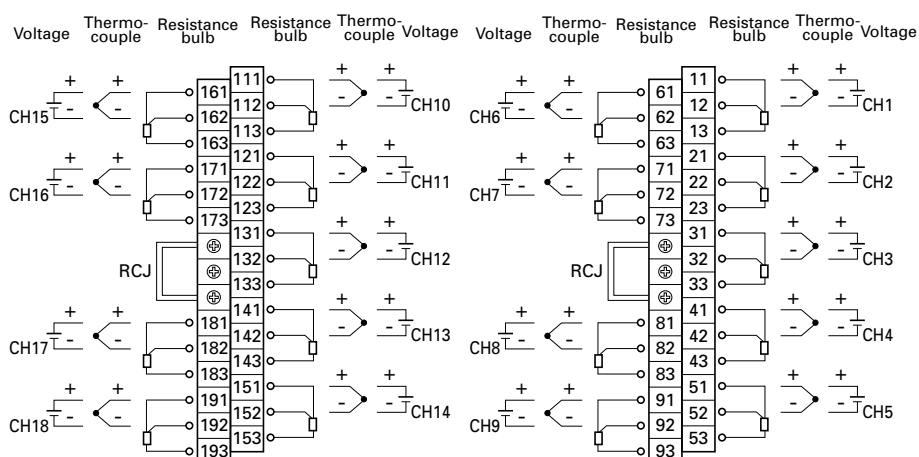 Voltage Thermo-couple Resistance bulb Resistance bulb Thermo-couple Voltage Voltage Thermo-couple Resistance bulb Resistance bulb Thermo-couple Voltage
+ + 161 111 + + + + 61 11 + +
CH15 - - 162 112 - - CH10 CH6 - - 62 12 - - CH1
163 113 63 13
+ + 171 121 + + + + 71 21 + +
CH16 - - 172 122 - - CH11 CH7 - - 72 22 - - CH2
173 123 73 23
131 + + 31 + +
RCJ 132 - - CH12 RCJ 32 - - CH3
133 33
+ + 181 141 + + + + 81 41 + +
CH17 - - 182 142 - - CH13 CH8 - - 82 42 - - CH4
183 143 83 43
+ + 191 151 + + + + 91 51 + +
CH18 - - 192 152 - - CH14 CH9 - - 92 52 - - CH5
193 153 93 53